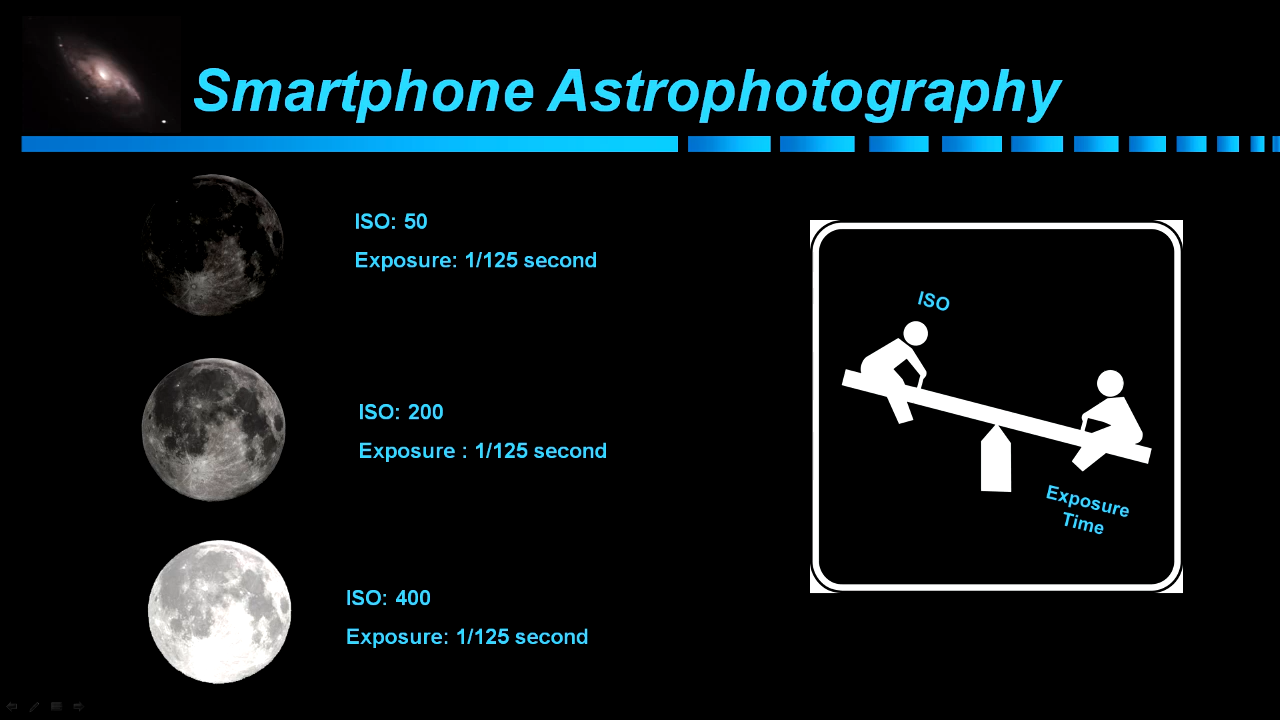 Smartphone Astrophotography
ISO: 50
Exposure: 1/125 second
ISO: 200
Exposure : 1/125 second
ISO: 400
Exposure: 1/125 second
ISO
Exposure
Time